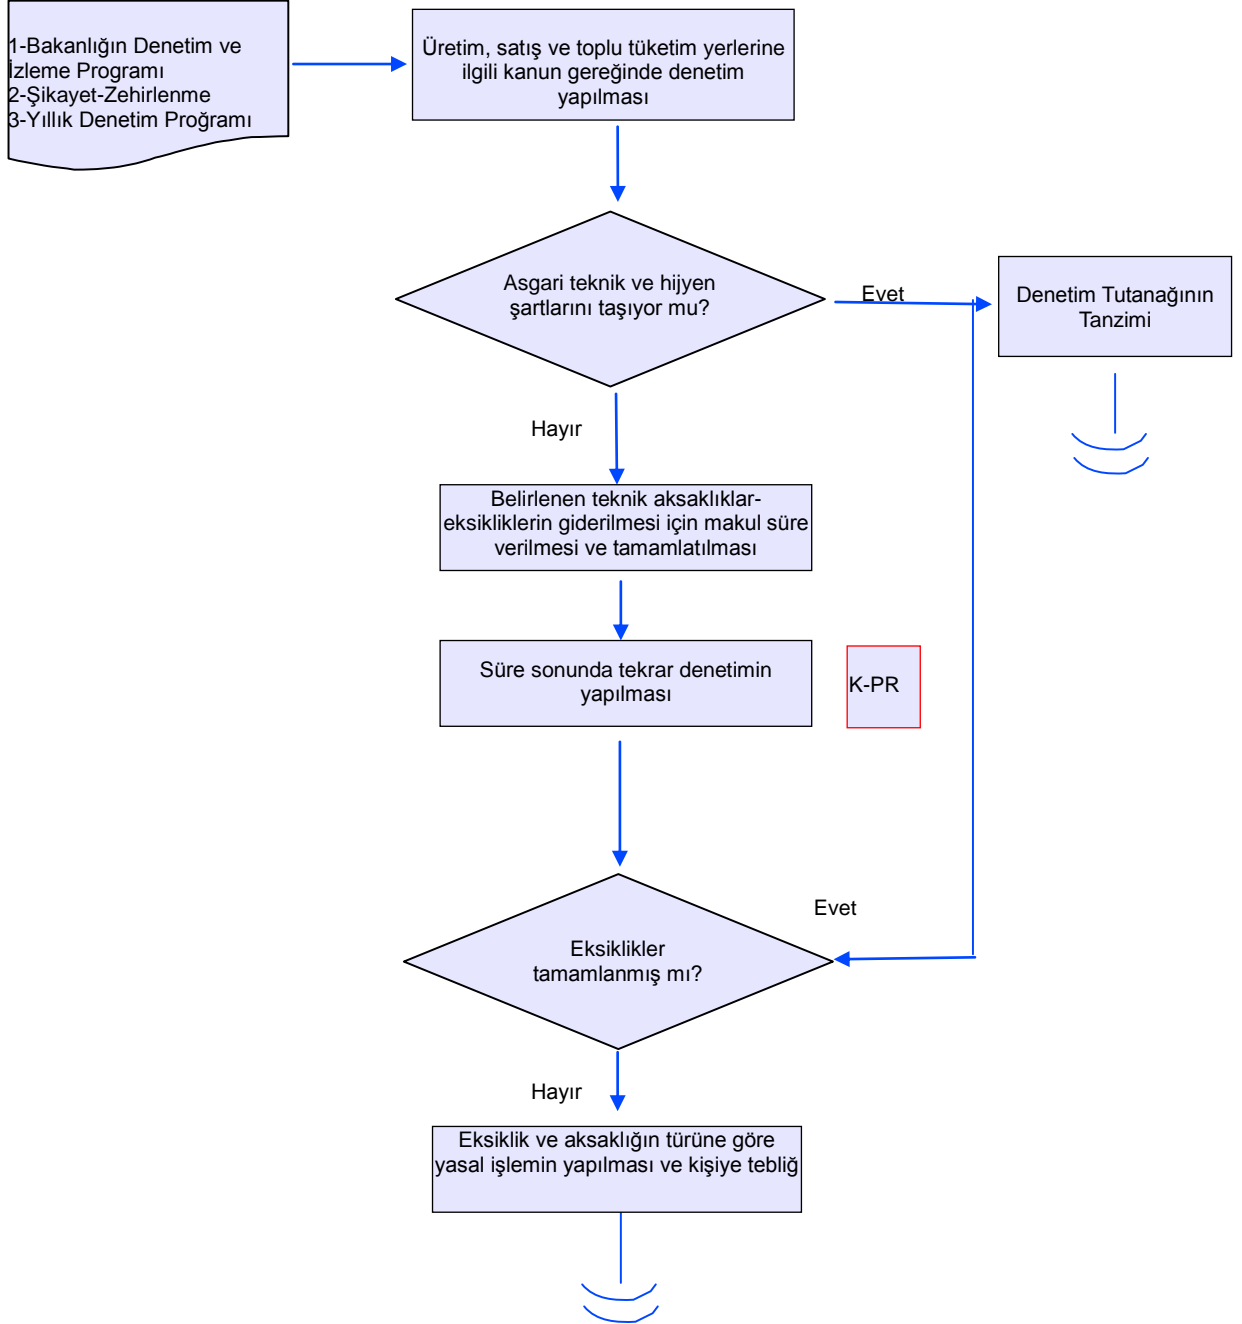 1-Bakanlığın Denetim ve
İzleme Programı
2-Şikayet-Zehirlenme
3-Yıllık Denetim Proğramı
Üretim, satış ve toplu tüketim yerlerine
ilgili kanun gereğinde denetim
yapılması
Asgari teknik ve hijyen
şartlarını taşıyor mu?
Evet
Denetim Tutanağının
Tanzimi
Hayır
Belirlenen teknik aksaklıklar-
eksikliklerin giderilmesi için makul süre
verilmesi ve tamamlatılması
Süre sonunda tekrar denetimin
yapılması
K-PR
Evet
Eksiklikler
tamamlanmış mı?
Hayır
Eksiklik ve aksaklığın türüne göre
yasal işlemin yapılması ve kişiye tebliğ